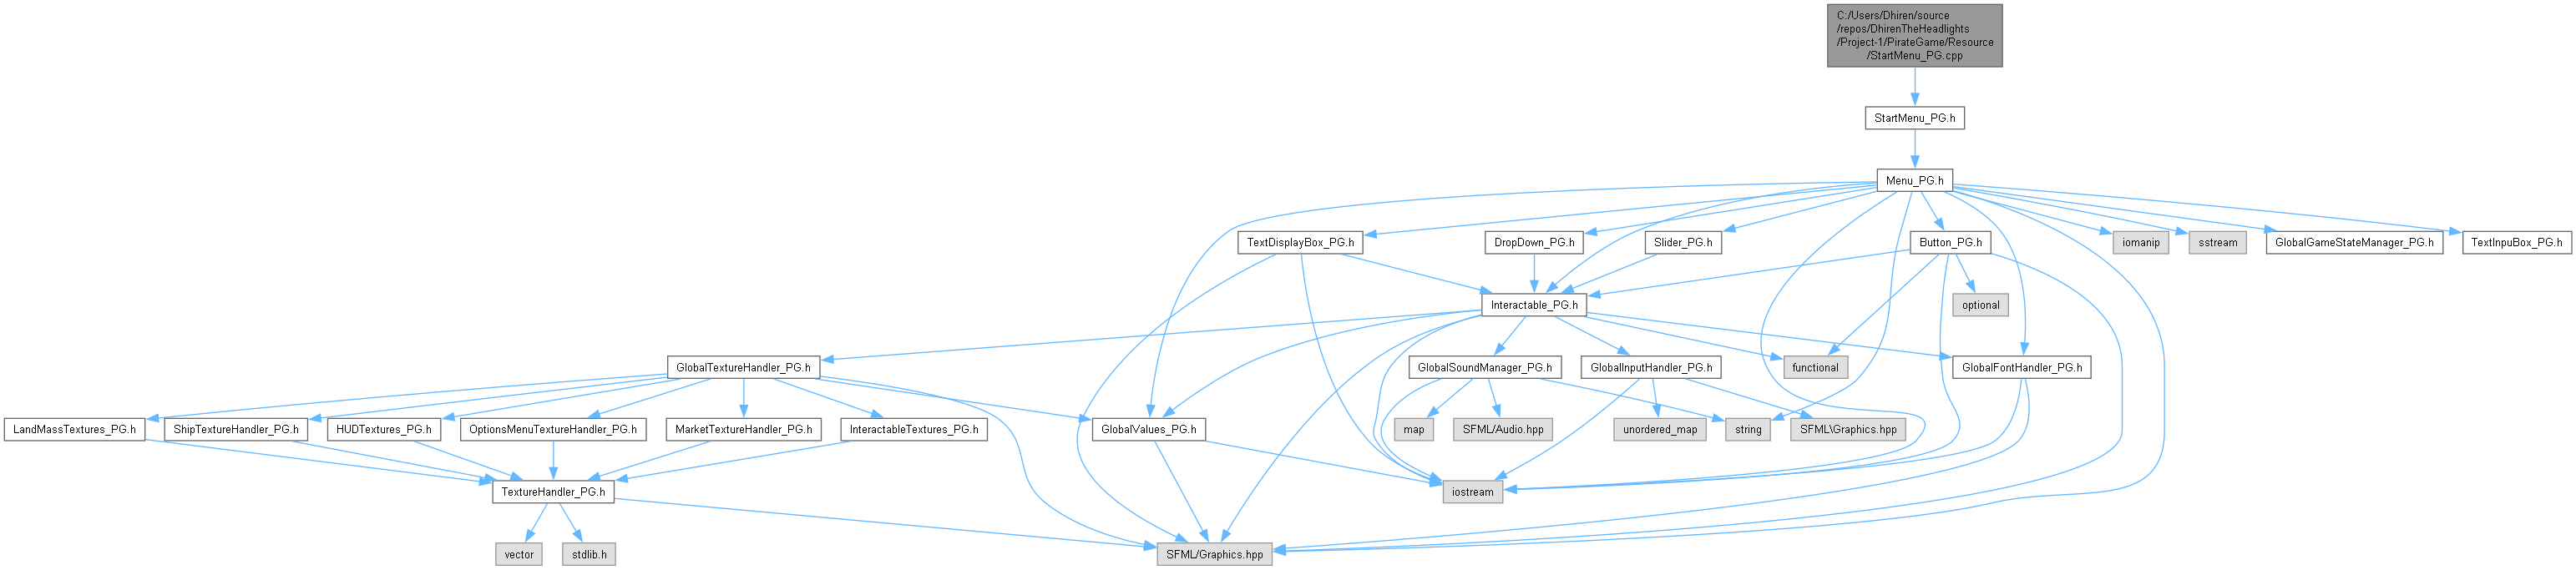 C:/Users/Dhiren/source
/repos/DhirenTheHeadlights
/Project-1/PirateGame/Resource
/StartMenu_PG.cpp
StartMenu_PG.h
Menu_PG.h
TextDisplayBox_PG.h
DropDown_PG.h
Slider_PG.h
Button_PG.h
iomanip
sstream
GlobalGameStateManager_PG.h
TextInpuBox_PG.h
Interactable_PG.h
optional
GlobalTextureHandler_PG.h
GlobalSoundManager_PG.h
GlobalInputHandler_PG.h
functional
GlobalFontHandler_PG.h
LandMassTextures_PG.h
ShipTextureHandler_PG.h
HUDTextures_PG.h
OptionsMenuTextureHandler_PG.h
MarketTextureHandler_PG.h
InteractableTextures_PG.h
GlobalValues_PG.h
map
SFML/Audio.hpp
unordered_map
string
SFML\Graphics.hpp
TextureHandler_PG.h
iostream
vector
stdlib.h
SFML/Graphics.hpp